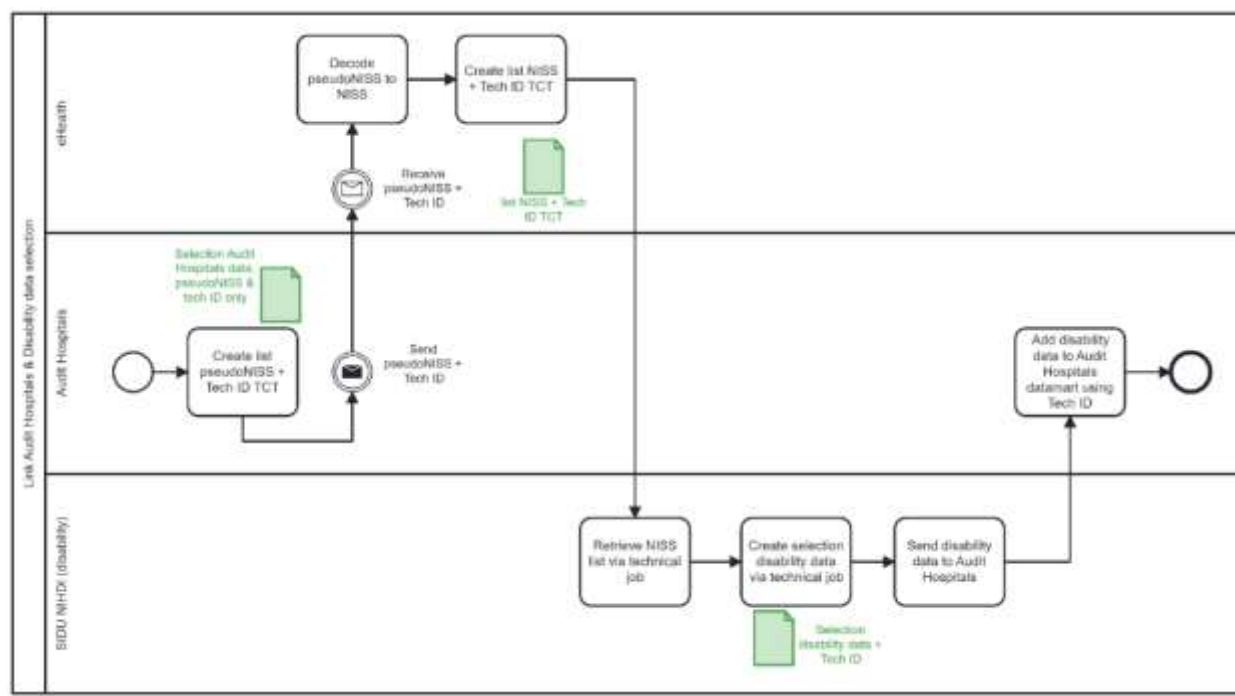 Link Audit Hospitals & Disability data selection
eHealth
Decode
pseudoNISS to
NISS
Create list NISS
+ Tech ID TCT
Receive
pseudoNISS +
Tech ID
list NISS + Tech
ID TCT
Audit Hospitals
Selection Audit
Hospitals data,
pseudoNISS &
tech ID only
Create list
pseudoNISS +
Tech ID TCT
Send
pseudoNISS +
Tech ID
Add disability
data to Audit
Hospitals
datamart using
Tech ID
SIDU NIHDI (disability)
Retrieve NISS
list via technical
job
Create selection
disability data
via technical job
Send disability
data to Audit
Hospitals
Selection
disability data +
Tech ID